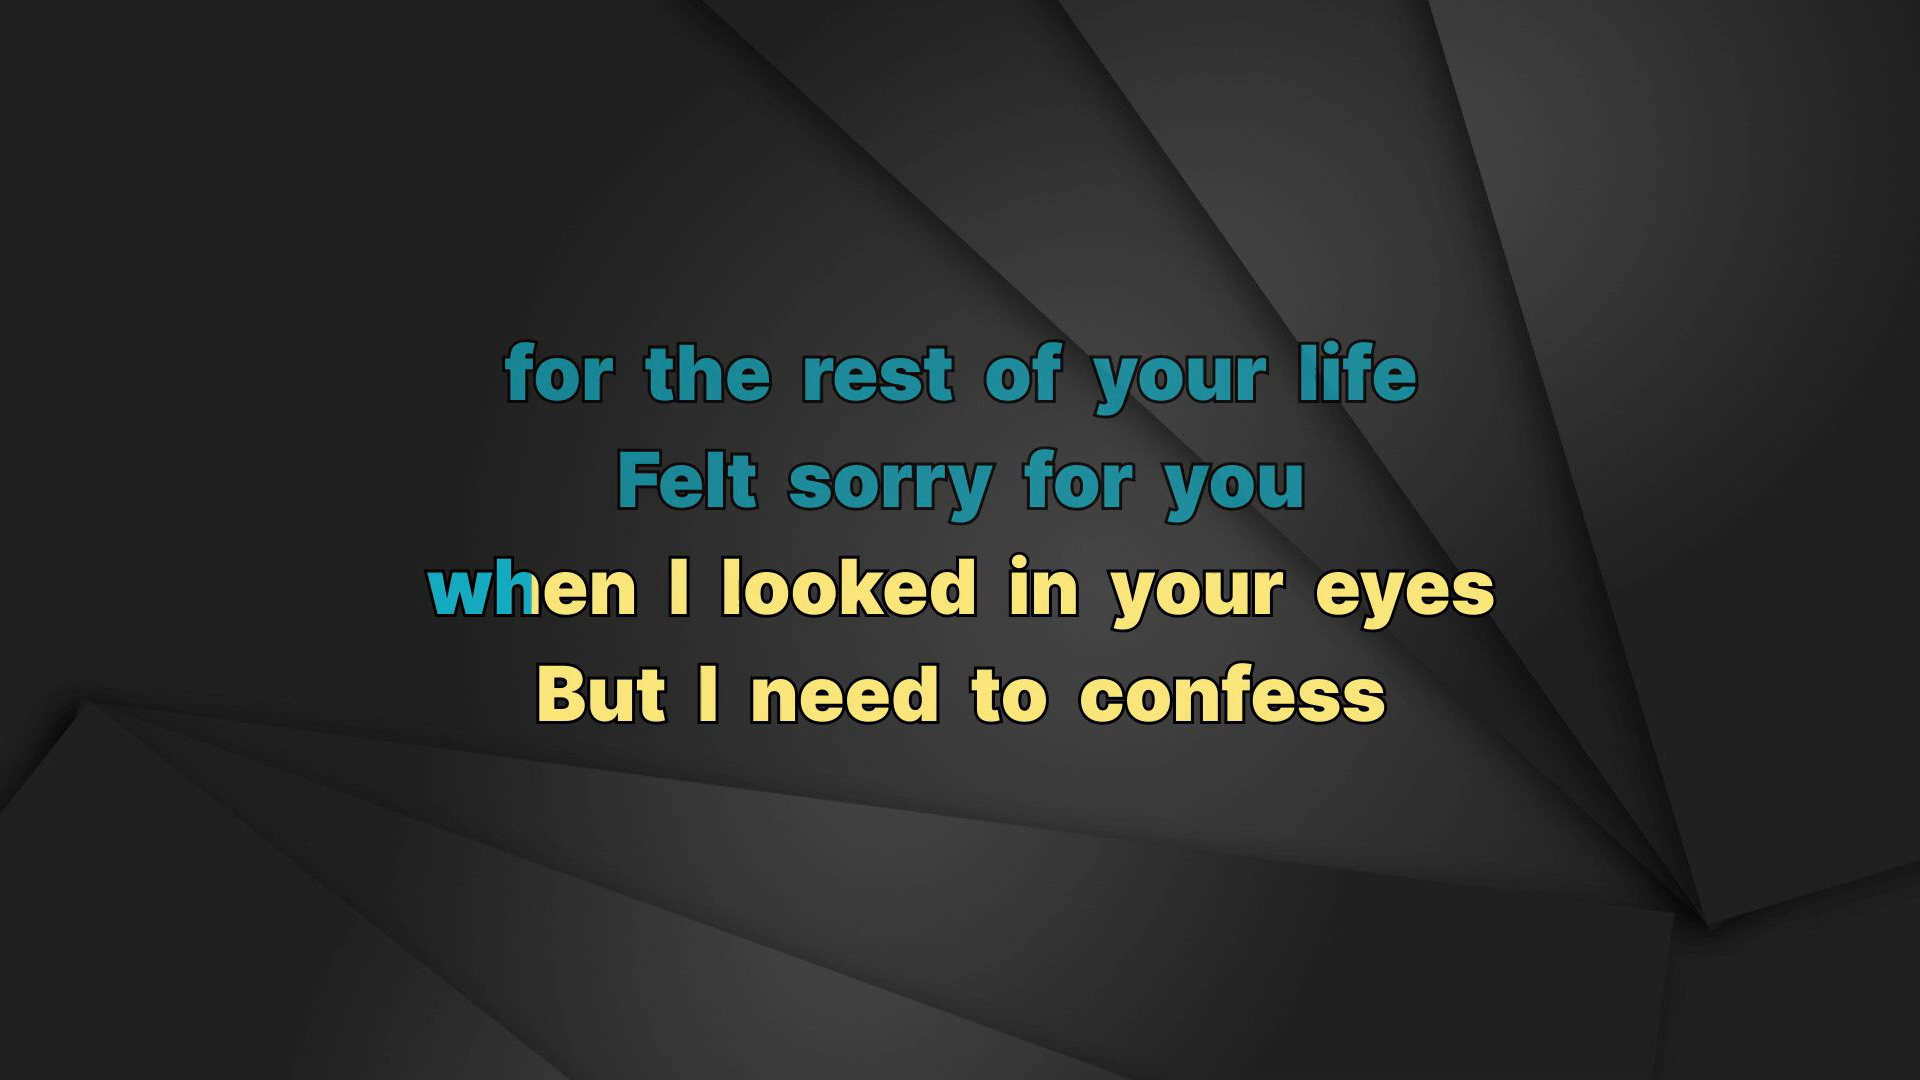 for the rest of your life
Felt sorry for you
when I looked in your eyes
But I need to confess